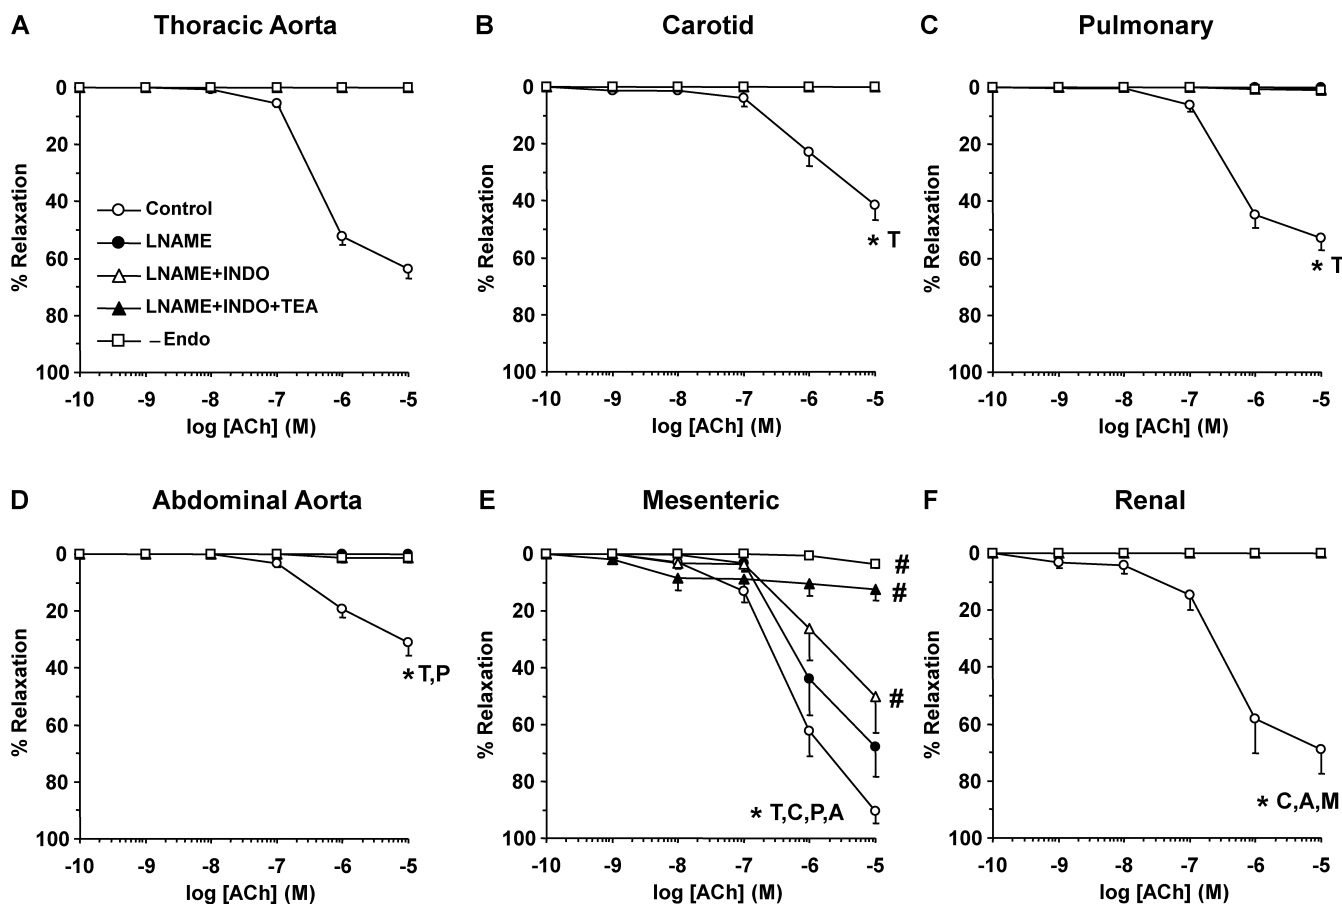 A Thoracic Aorta
0
20
40
60
80
100
% Relaxation
Control
LNAME
LNAME+INDO
LNAME+INDO+TEA
–Endo
-10 -9 -8 -7 -6 -5
log [ACh] (M)
B Carotid
0
20
40
60
80
100
% Relaxation
* T
-10 -9 -8 -7 -6 -5
log [ACh] (M)
C Pulmonary
0
20
40
60
80
100
% Relaxation
* T
-10 -9 -8 -7 -6 -5
log [ACh] (M)
D Abdominal Aorta
0
20
40
60
80
100
% Relaxation
* T,P
-10 -9 -8 -7 -6 -5
log [ACh] (M)
E Mesenteric
0
20
40
60
80
100
% Relaxation
#
#
#
* T,C,P,A
-10 -9 -8 -7 -6 -5
log [ACh] (M)
F Renal
0
20
40
60
80
100
% Relaxation
* C,A,M
-10 -9 -8 -7 -6 -5
log [ACh] (M)